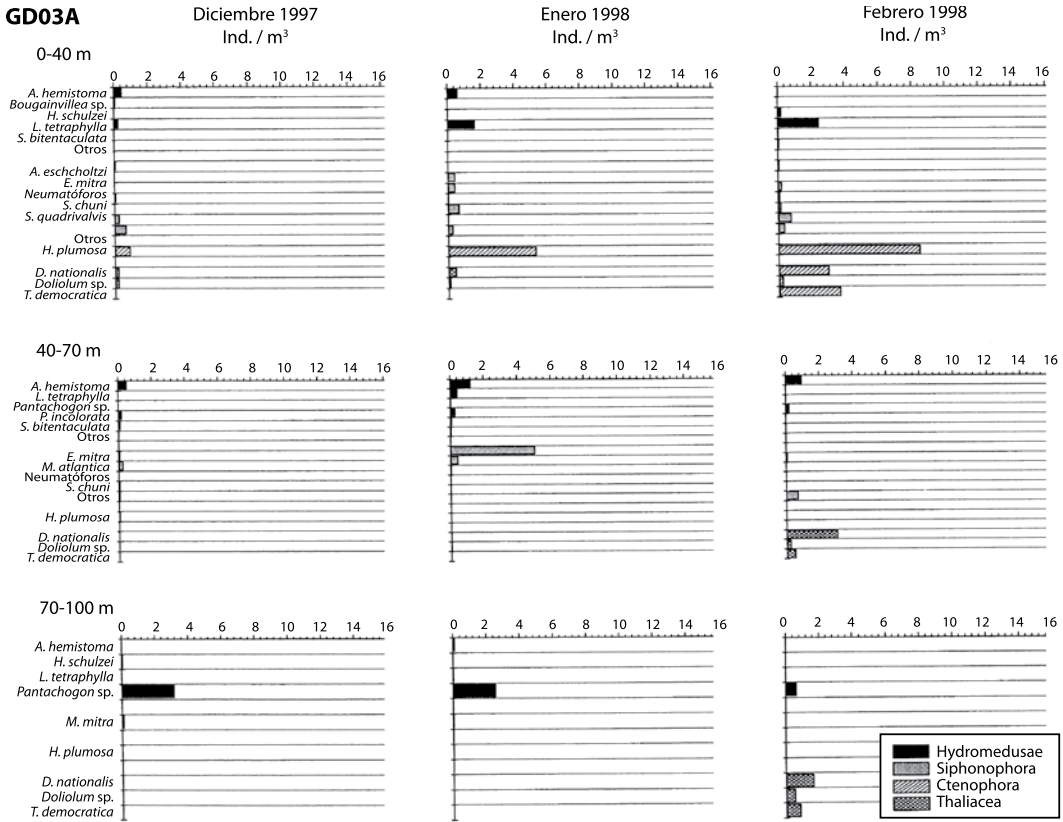 GD03A
Diciembre 1997
Ind. / m³
Enero 1998
Ind. / m³
Febrero 1998
Ind. / m³
0-40 m
0 2 4 6 8 10 12 14 16
0 2 4 6 8 10 12 14 16
0 2 4 6 8 10 12 14 16
A. hemistoma
Bougainvillea sp.
H. schulzei
L. tetraphylla
S. bitentaculata
Otros
A. eschcholtzi
E. mitra
Neumatóforos
S. chuni
S. quadrivalvis
Otros
H. plumosa
D. nationalis
Doliolum sp.
T. democratica
40-70 m
0 2 4 6 8 10 12 14 16
0 2 4 6 8 10 12 14 16
0 2 4 6 8 10 12 14 16
A. hemistoma
L. tetraphylla
Pantachogon sp.
P. incolorata
S. bitentaculata
Otros
E. mitra
M. atlantica
Neumatóforos
S. chuni
Otros
H. plumosa
D. nationalis
Doliolum sp.
T. democratica
70-100 m
0 2 4 6 8 10 12 14 16
0 2 4 6 8 10 12 14 16
0 2 4 6 8 10 12 14 16
A. hemistoma
H. schulzei
L. tetraphylla
Pantachogon sp.
M. mitra
H. plumosa
D. nationalis
Doliolum sp.
T. democratica
Hydromedusae
Siphonophora
Ctenophora
Thaliacea